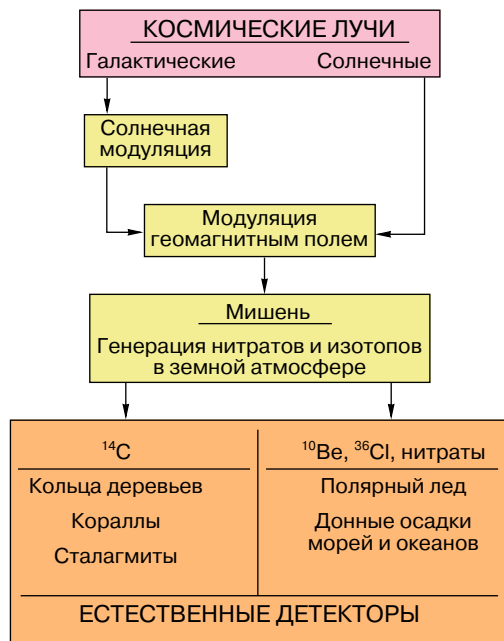 КОСМИЧЕСКИЕ ЛУЧИ
Галактические Солнечные
Солнечная
модуляция
Модуляция
геомагнитным полем
Мишень
Генерация нитратов и изотопов
в земной атмосфере
¹⁴C
Кольца деревьев
Кораллы
Сталагмиты
¹⁰Be, ³⁶Cl, нитраты
Полярный лед
Донные осадки
морей и океанов
ЕСТЕСТВЕННЫЕ ДЕТЕКТОРЫ